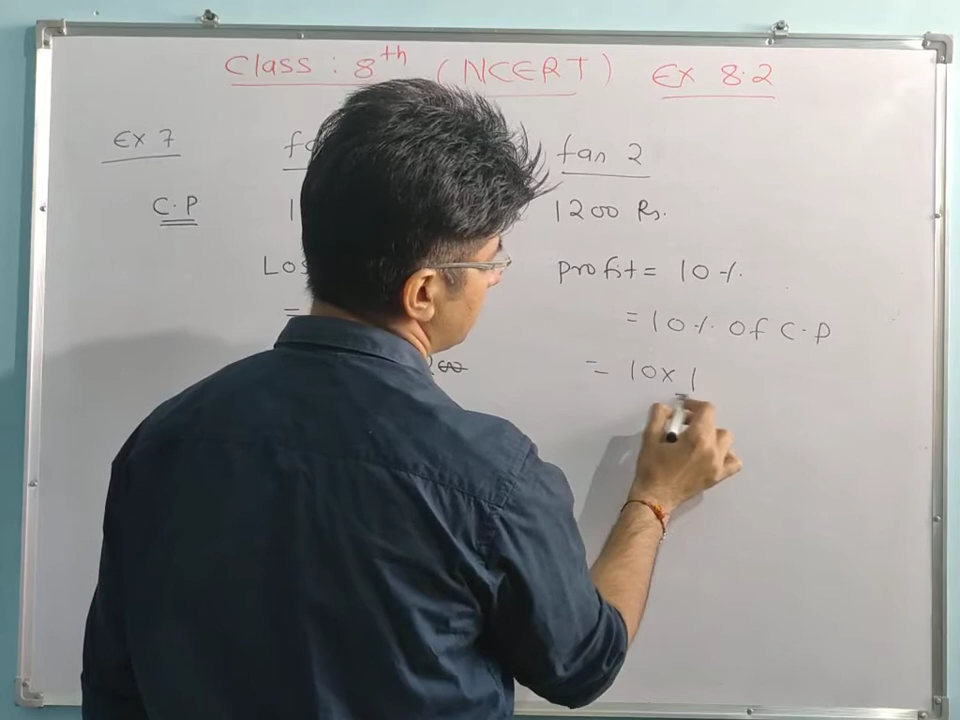 Class : 8th (NCERT) Ex 8.2
Ex 7 fan 2
C.P 1200 Rs.
profit = 10 %
= 10 % Of C.P
= 10 x 1